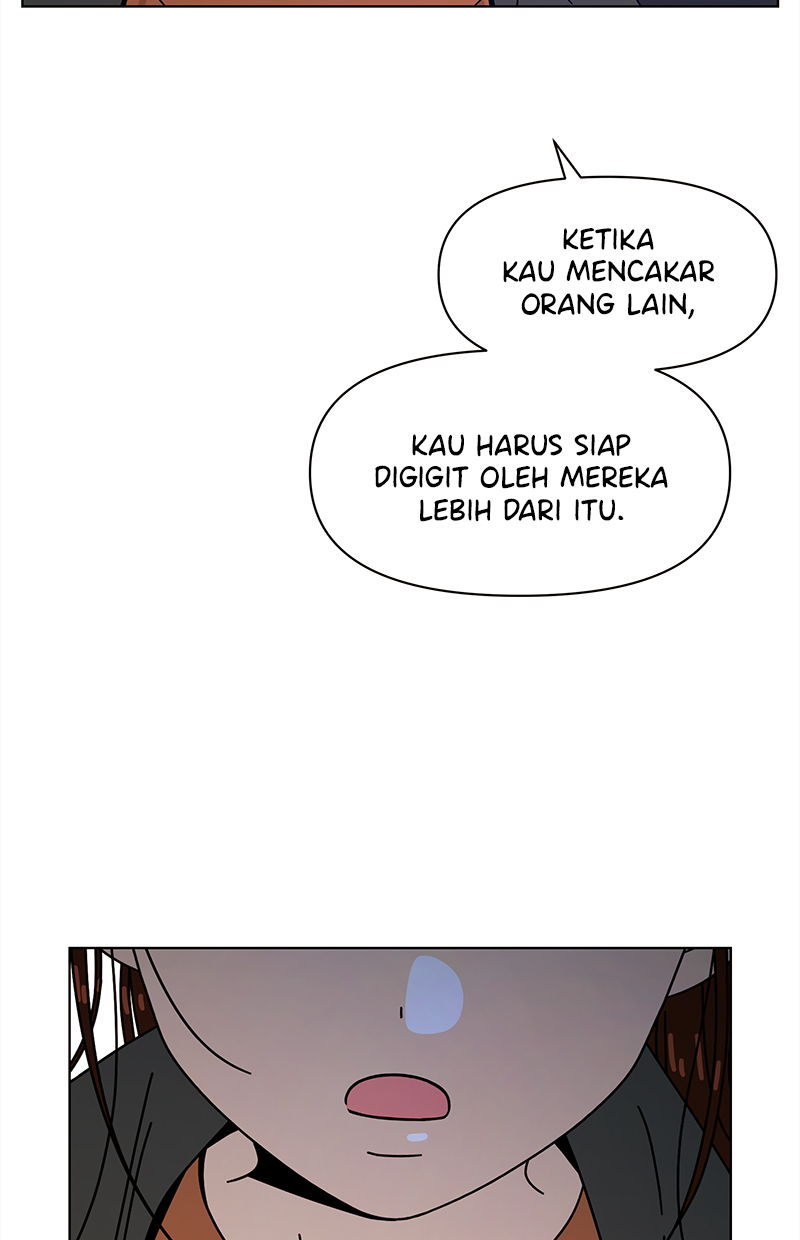 KETIKA
KAU MENCAKAR
ORANG LAIN,
KAU HARUS SIAP
DIGIGIT OLEH MEREKA
LEBIH DARI ITU.